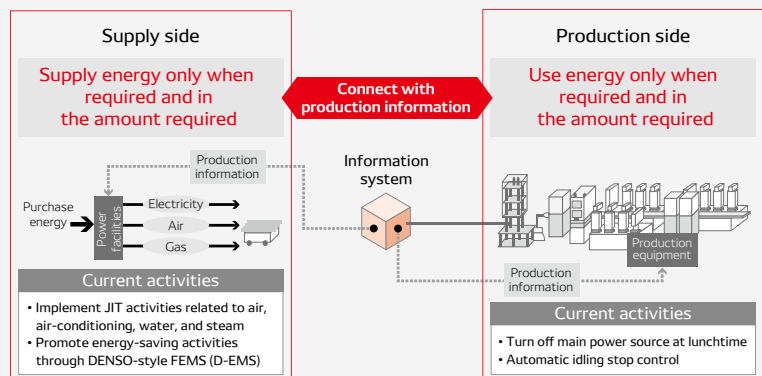 Supply side
Supply energy only when
required and in
the amount required
Connect with
production information
Production side
Use energy only when
required and in
the amount required
Production
information
Information
system
Purchase
energy
Power
facilities
Electricity
Air
Gas
Production
equipment
Production
information
Current activities
• Implement JIT activities related to air,
air-conditioning, water, and steam
• Promote energy-saving activities
through DENSO-style FEMS (D-EMS)
Current activities
• Turn off main power source at lunchtime
• Automatic idling stop control